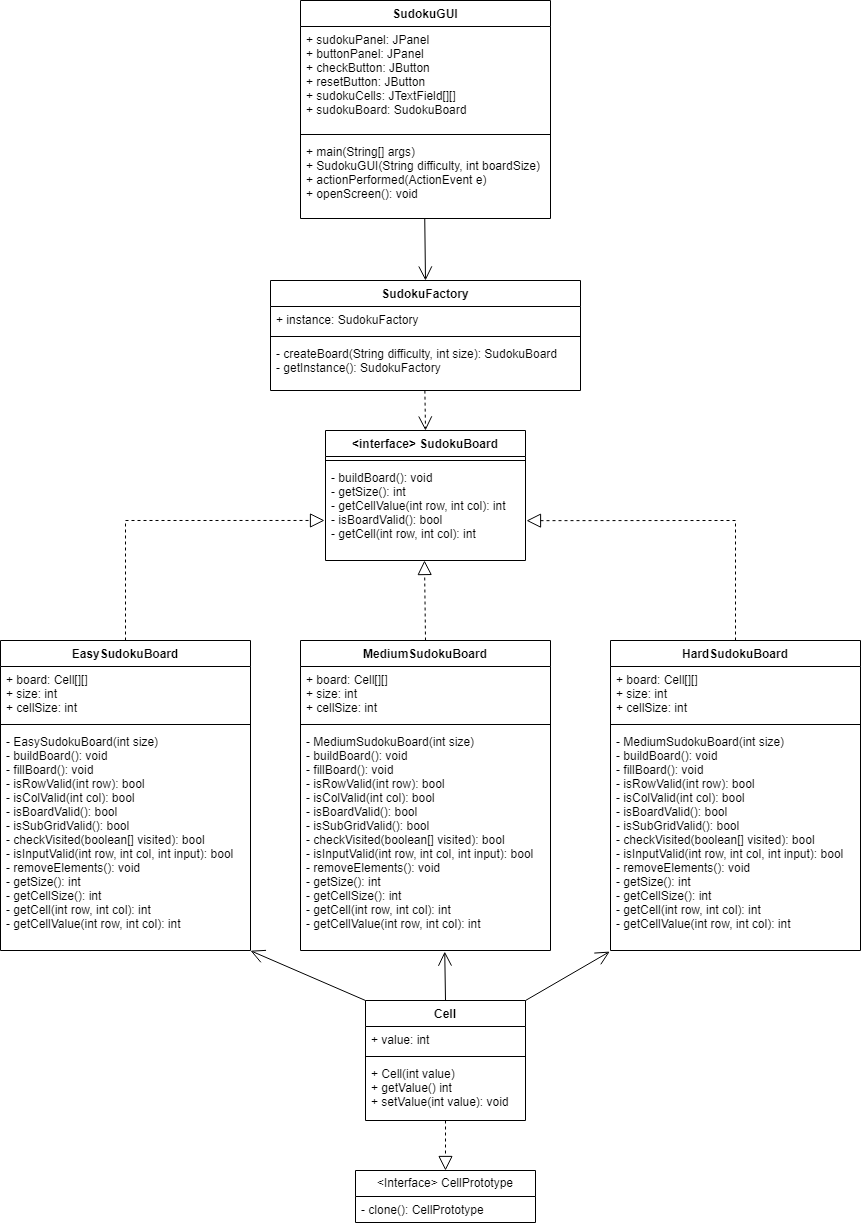 SudokuGUI
+ sudokuPanel: JPanel
+ buttonPanel: JPanel
+ checkButton: JButton
+ resetButton: JButton
+ sudokuCells: JTextField[][]
+ sudokuBoard: SudokuBoard
+ main(String[] args)
+ SudokuGUI(String difficulty, int boardSize)
+ actionPerformed(ActionEvent e)
+ openScreen(): void
SudokuFactory
+ instance: SudokuFactory
- createBoard(String difficulty, int size): SudokuBoard
- getInstance(): SudokuFactory
<interface> SudokuBoard
- buildBoard(): void
- getSize(): int
- getCellValue(int row, int col): int
- isBoardValid(): bool
- getCell(int row, int col): int
EasySudokuBoard
+ board: Cell[][]
+ size: int
+ cellSize: int
- EasySudokuBoard(int size)
- buildBoard(): void
- fillBoard(): void
- isRowValid(int row): bool
- isColValid(int col): bool
- isBoardValid(): bool
- isSubGridValid(): bool
- checkVisited(boolean[] visited): bool
- isInputValid(int row, int col, int input): bool
- removeElements(): void
- getSize(): int
- getCellSize(): int
- getCell(int row, int col): int
- getCellValue(int row, int col): int
MediumSudokuBoard
+ board: Cell[][]
+ size: int
+ cellSize: int
- MediumSudokuBoard(int size)
- buildBoard(): void
- fillBoard(): void
- isRowValid(int row): bool
- isColValid(int col): bool
- isBoardValid(): bool
- isSubGridValid(): bool
- checkVisited(boolean[] visited): bool
- isInputValid(int row, int col, int input): bool
- removeElements(): void
- getSize(): int
- getCellSize(): int
- getCell(int row, int col): int
- getCellValue(int row, int col): int
HardSudokuBoard
+ board: Cell[][]
+ size: int
+ cellSize: int
- MediumSudokuBoard(int size)
- buildBoard(): void
- fillBoard(): void
- isRowValid(int row): bool
- isColValid(int col): bool
- isBoardValid(): bool
- isSubGridValid(): bool
- checkVisited(boolean[] visited): bool
- isInputValid(int row, int col, int input): bool
- removeElements(): void
- getSize(): int
- getCellSize(): int
- getCell(int row, int col): int
- getCellValue(int row, int col): int
Cell
+ value: int
+ Cell(int value)
+ getValue() int
+ setValue(int value): void
<Interface> CellPrototype
- clone(): CellPrototype